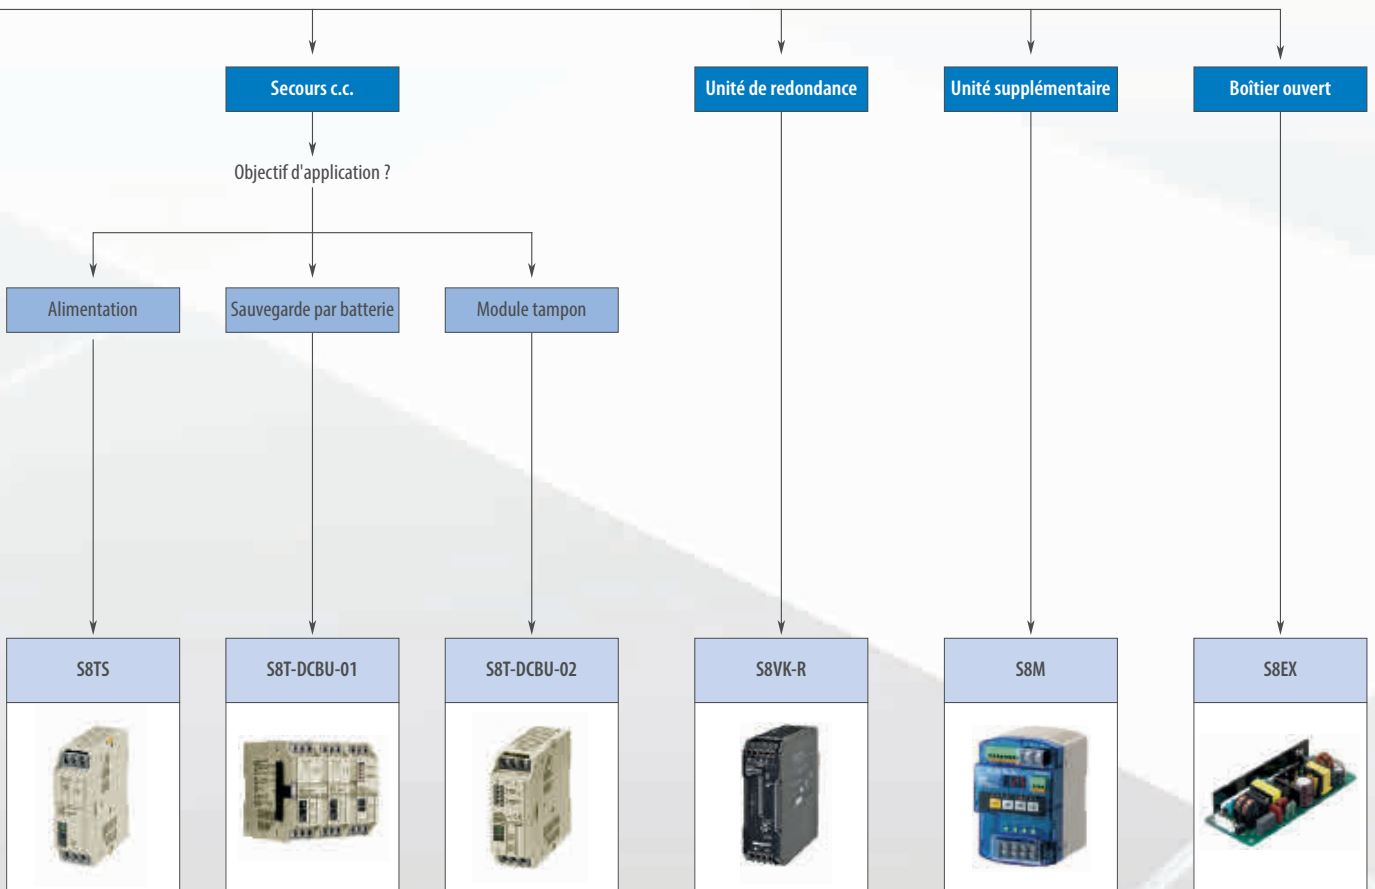 Secours c.c.
Unité de redondance
Unité supplémentaire
Boîtier ouvert
Objectif d'application ?
Alimentation
Sauvegarde par batterie
Module tampon
S8TS
S8T-DCBU-01
S8T-DCBU-02
S8VK-R
S8M
S8EX